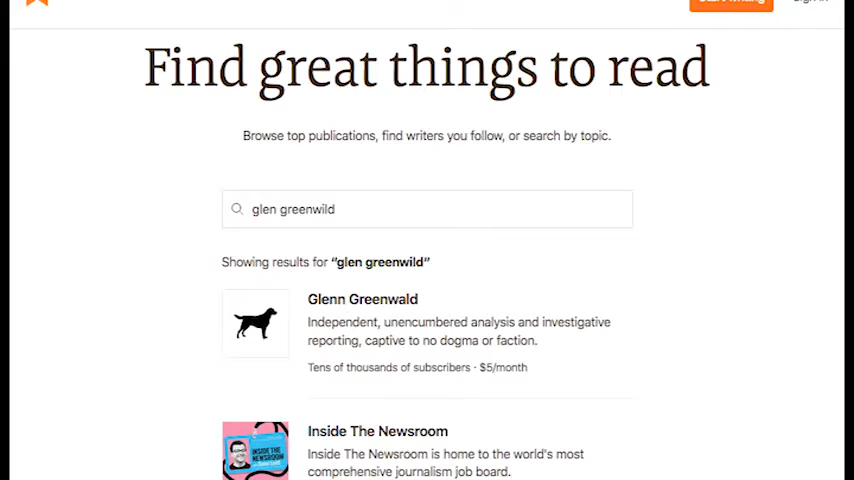 Find great things to read
Browse top publications, find writers you follow, or search by topic.
glen greenwild
Showing results for “glen greenwild”
Glenn Greenwald
Independent, unencumbered analysis and investigative
reporting, captive to no dogma or faction.
Tens of thousands of subscribers · $5/month
Inside The Newsroom
INSIDE THE
NEWSROOM
Inside The Newsroom is home to the world's most
comprehensive journalism job board.